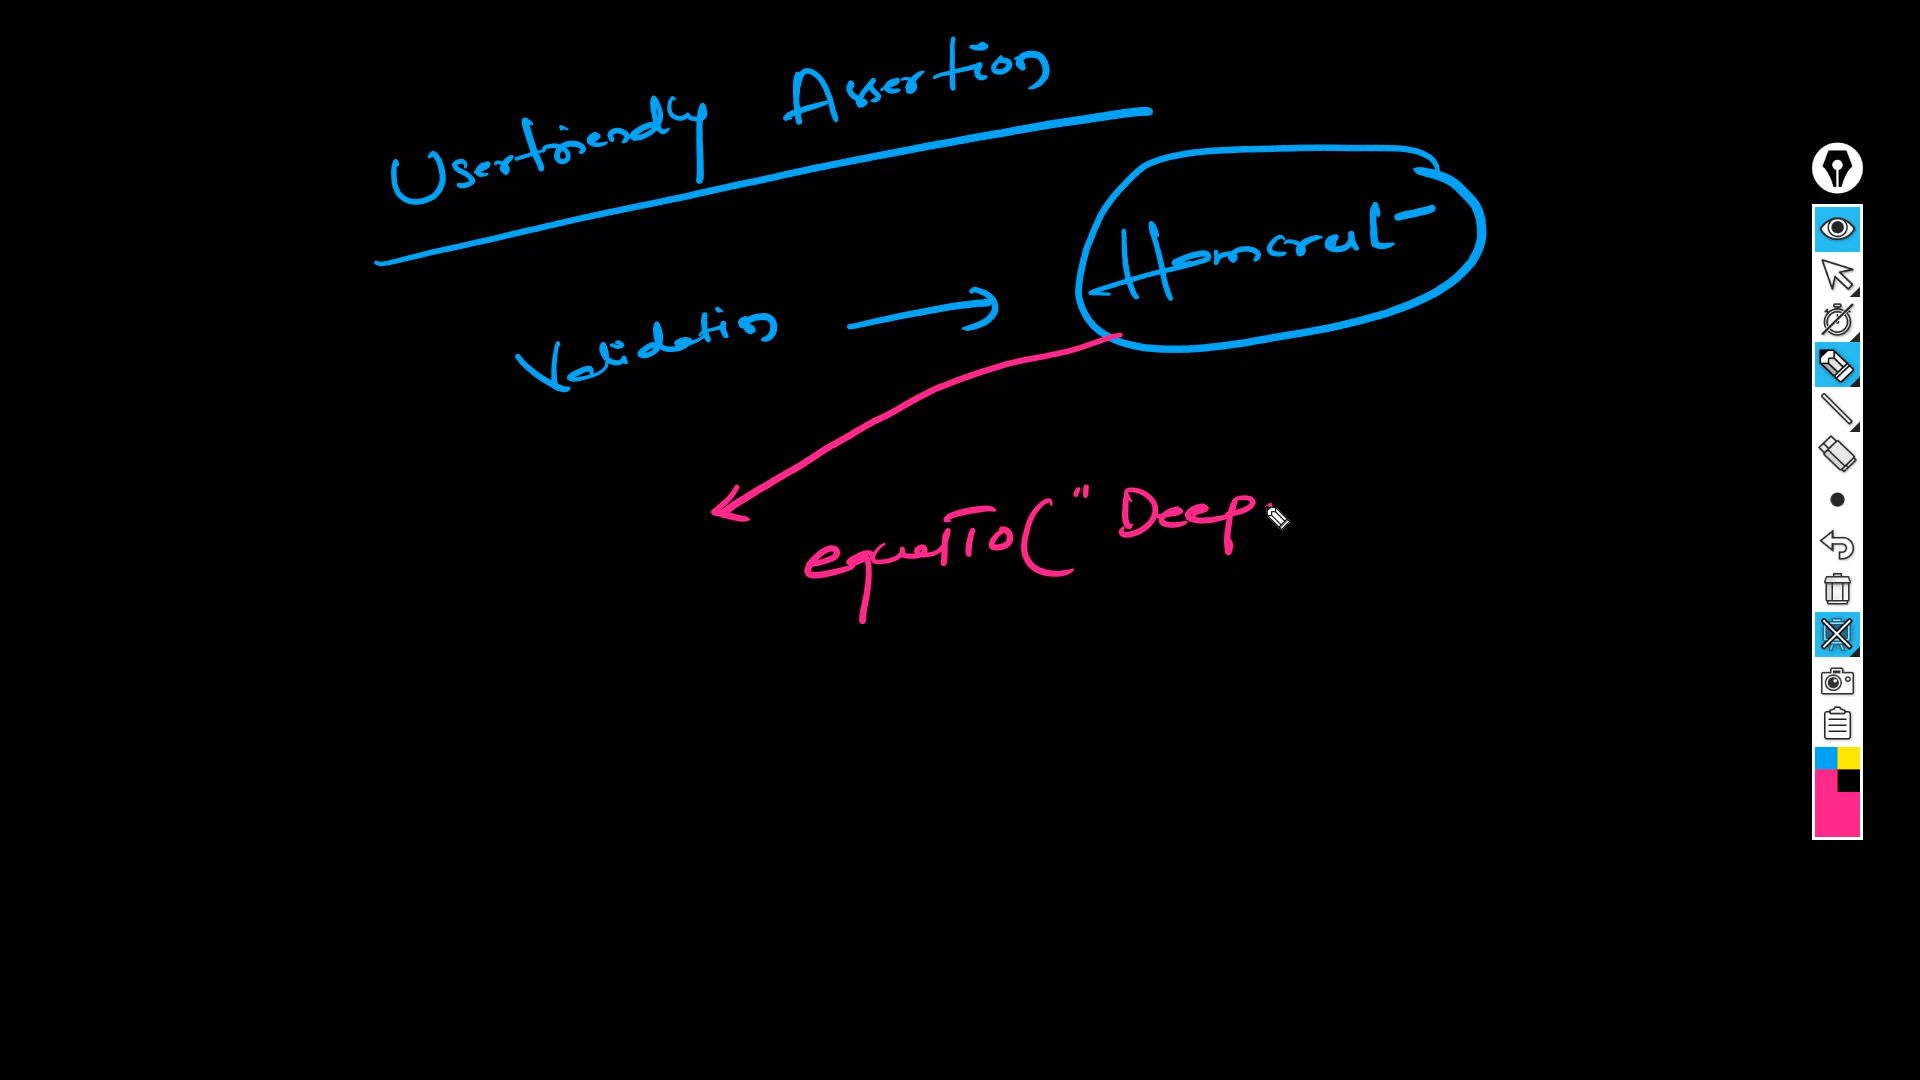 Userfriendly Assertion
Validation → Hamcrest
equalTo("Deep